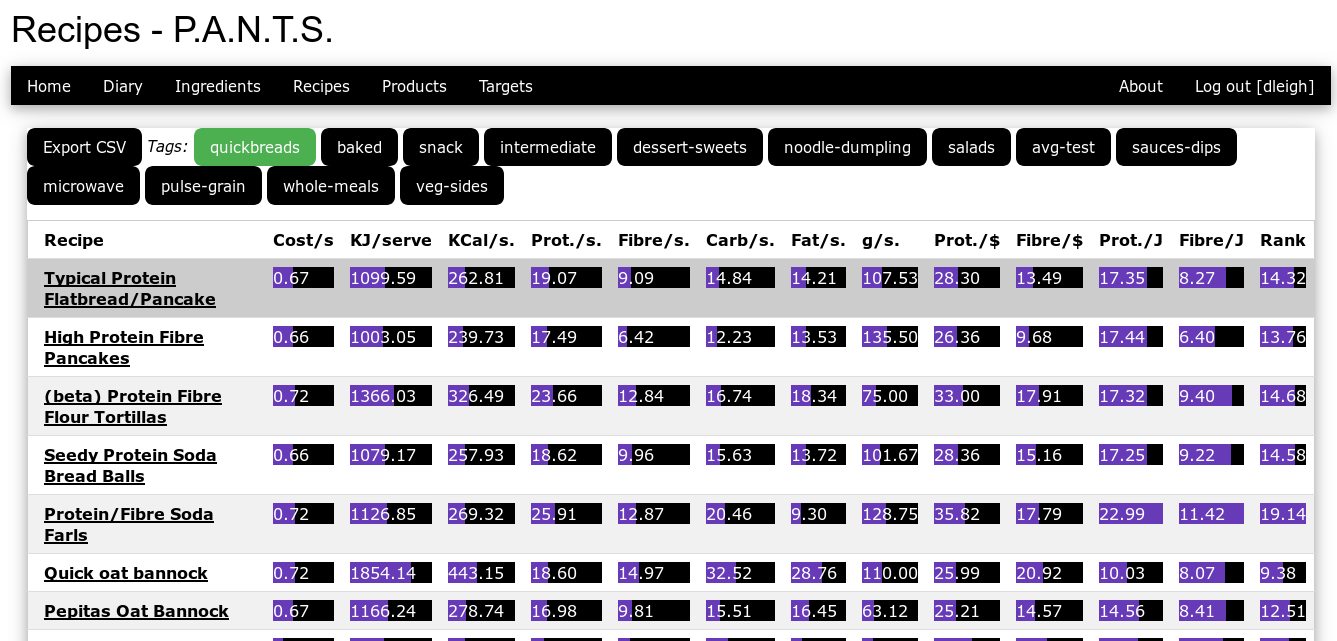 Recipes - P.A.N.T.S.
Home Diary Ingredients Recipes Products Targets About Log out [dleigh]
Export CSV Tags: quickbreads baked snack intermediate dessert-sweets noodle-dumpling salads avg-test sauces-dips
microwave pulse-grain whole-meals veg-sides
Recipe Cost/s KJ/serve KCal/s. Prot./s. Fibre/s. Carb/s. Fat/s. g/s. Prot./$ Fibre/$ Prot./J Fibre/J Rank
Typical Protein 0.67 1099.59 262.81 19.07 9.09 14.84 14.21 107.53 28.30 13.49 17.35 8.27 14.32
Flatbread/Pancake
High Protein Fibre 0.66 1003.05 239.73 17.49 6.42 12.23 13.53 135.50 26.36 9.68 17.44 6.40 13.76
Pancakes
(beta) Protein Fibre 0.72 1366.03 326.49 23.66 12.84 16.74 18.34 75.00 33.00 17.91 17.32 9.40 14.68
Flour Tortillas
Seedy Protein Soda 0.66 1079.17 257.93 18.62 9.96 15.63 13.72 101.67 28.36 15.16 17.25 9.22 14.58
Bread Balls
Protein/Fibre Soda 0.72 1126.85 269.32 25.91 12.87 20.46 9.30 128.75 35.82 17.79 22.99 11.42 19.14
Farls
Quick oat bannock 0.72 1854.14 443.15 18.60 14.97 32.52 28.76 110.00 25.99 20.92 10.03 8.07 9.38
Pepitas Oat Bannock 0.67 1166.24 278.74 16.98 9.81 15.51 16.45 63.12 25.21 14.57 14.56 8.41 12.51